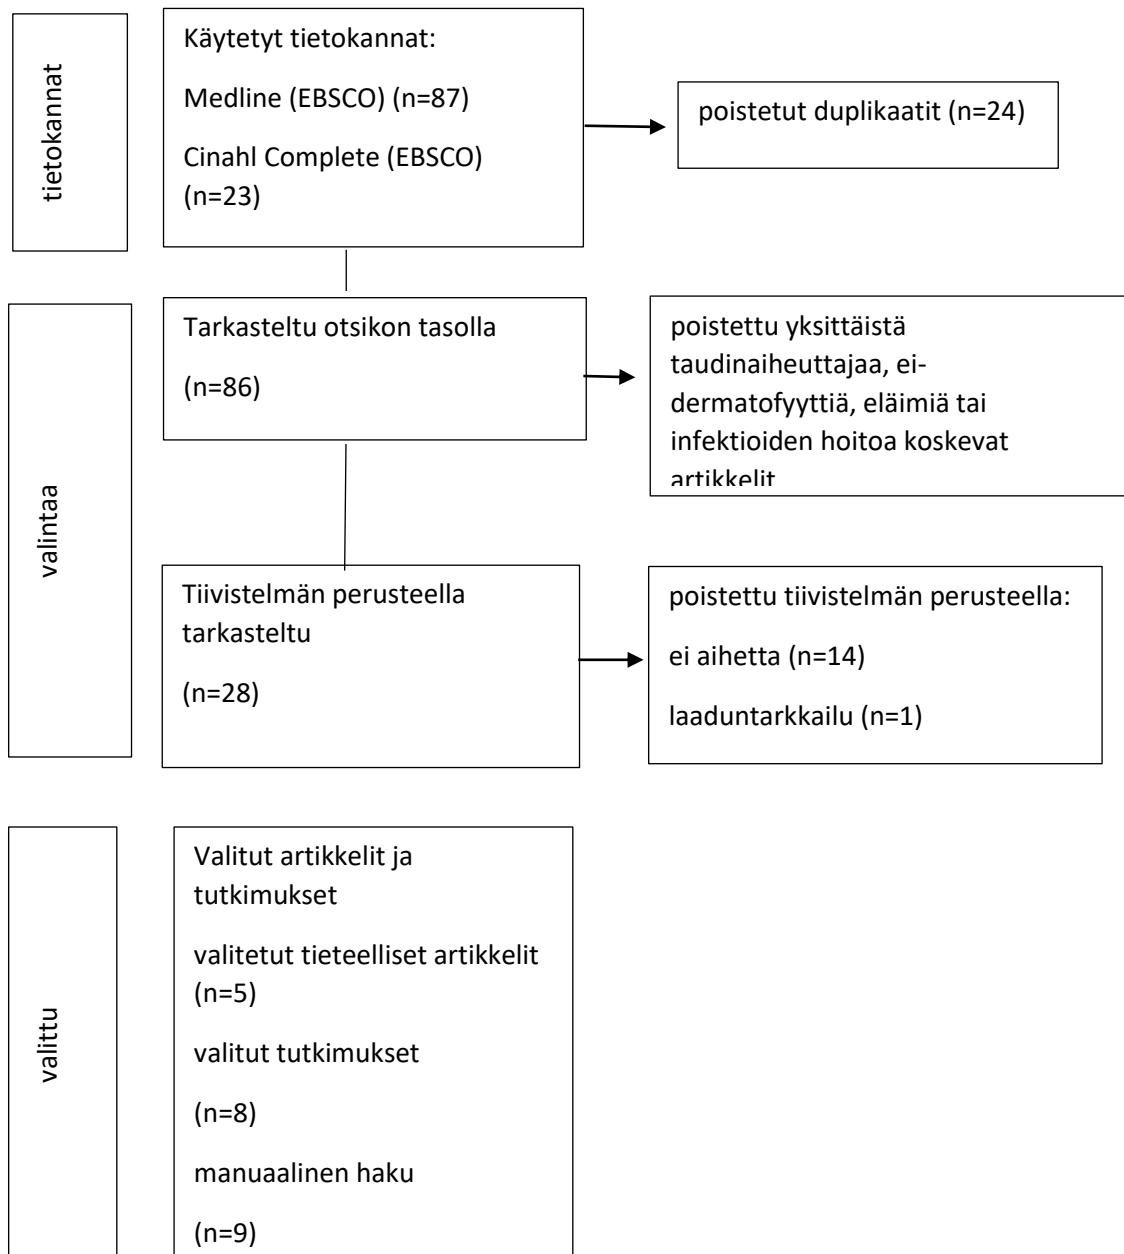 tietokannat
Käytetyt tietokannat:
Medline (EBSCO) (n=87)
Cinahl Complete (EBSCO)
(n=23)
poistetut duplikaatit (n=24)
valintaa
Tarkasteltu otsikon tasolla
(n=86)
poistettu yksittäistä
taudinaiheuttajaa, ei-
dermatofyyttiä, eläimiä tai
infektioiden hoitoa koskevat
artikkelit
Tiivistelmän perusteella
tarkasteltu
(n=28)
poistettu tiivistelmän perusteella:
ei aihetta (n=14)
laaduntarkkailu (n=1)
valittu
Valitut artikkelit ja
tutkimukset
valitetut tieteelliset artikkelit
(n=5)
valitut tutkimukset
(n=8)
manuaalinen haku
(n=9)